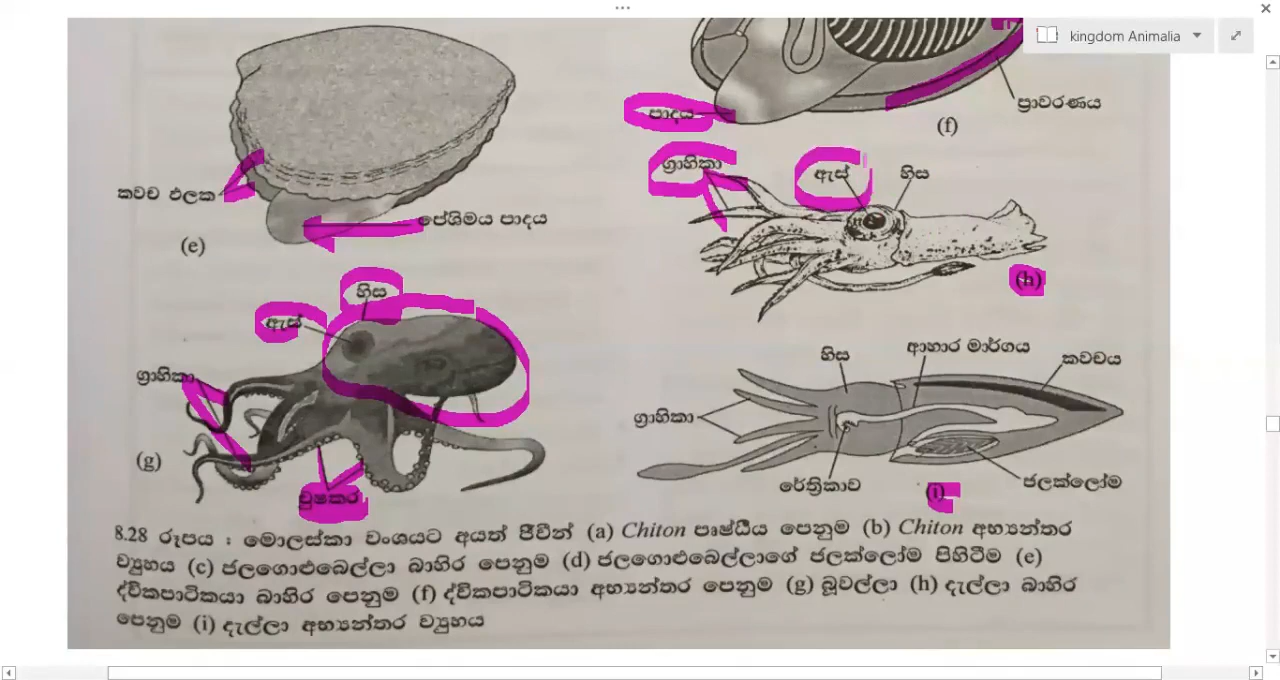 kingdom Animalia
පාදය
ප්‍රාවරණය
(f)
ග්‍රාහිකා
ඇස්
හිස
කවච ඵලක
පේශිමය පාදය
(e)
(h)
හිස
ඇස්
ග්‍රාහිකා
(g)
චූෂකර
හිස
ආහාර මාර්ගය
කවචය
ග්‍රාහිකා
රේත්‍රිකාව
ජලක්ලෝම
(i)
8.28 රූපය : මොලස්කා වංශයට අයත් ජීවීන් (a) Chiton පෘෂ්ඨීය පෙනුම (b) Chiton අභ්‍යන්තර
ව්‍යුහය (c) ජලගොළුබෙල්ලා බාහිර පෙනුම (d) ජලගොළුබෙල්ලාගේ ජලක්ලෝම පිහිටීම (e)
ද්විකපාටිකයා බාහිර පෙනුම (f) ද්විකපාටිකයා අභ්‍යන්තර පෙනුම (g) බූවල්ලා (h) දැල්ලා බාහිර
පෙනුම (i) දැල්ලා අභ්‍යන්තර ව්‍යුහය